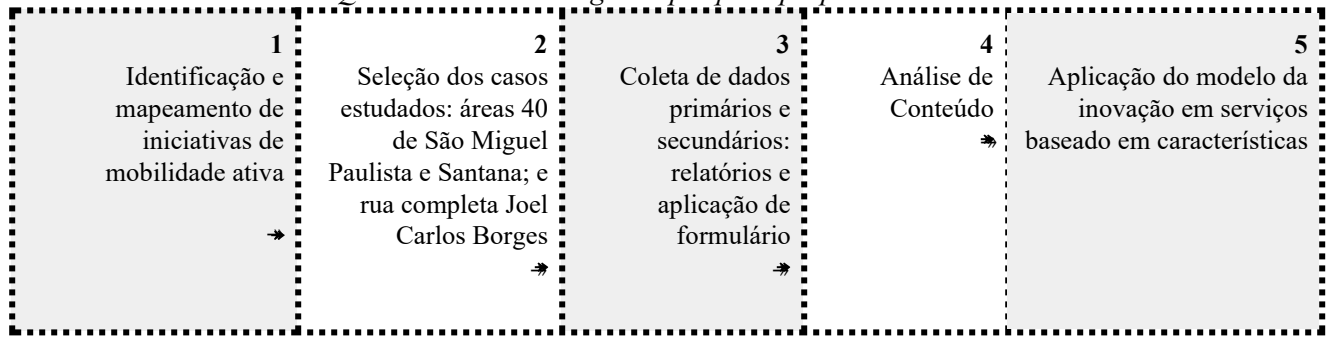 1
Identificação e
mapeamento de
iniciativas de
mobilidade ativa
↠
2
Seleção dos casos
estudados: áreas 40
de São Miguel
Paulista e Santana; e
rua completa Joel
Carlos Borges
↠
3
Coleta de dados
primários e
secundários:
relatórios e
aplicação de
formulário
↠
4
Análise de
Conteúdo
↠
5
Aplicação do modelo da
inovação em serviços
baseado em características